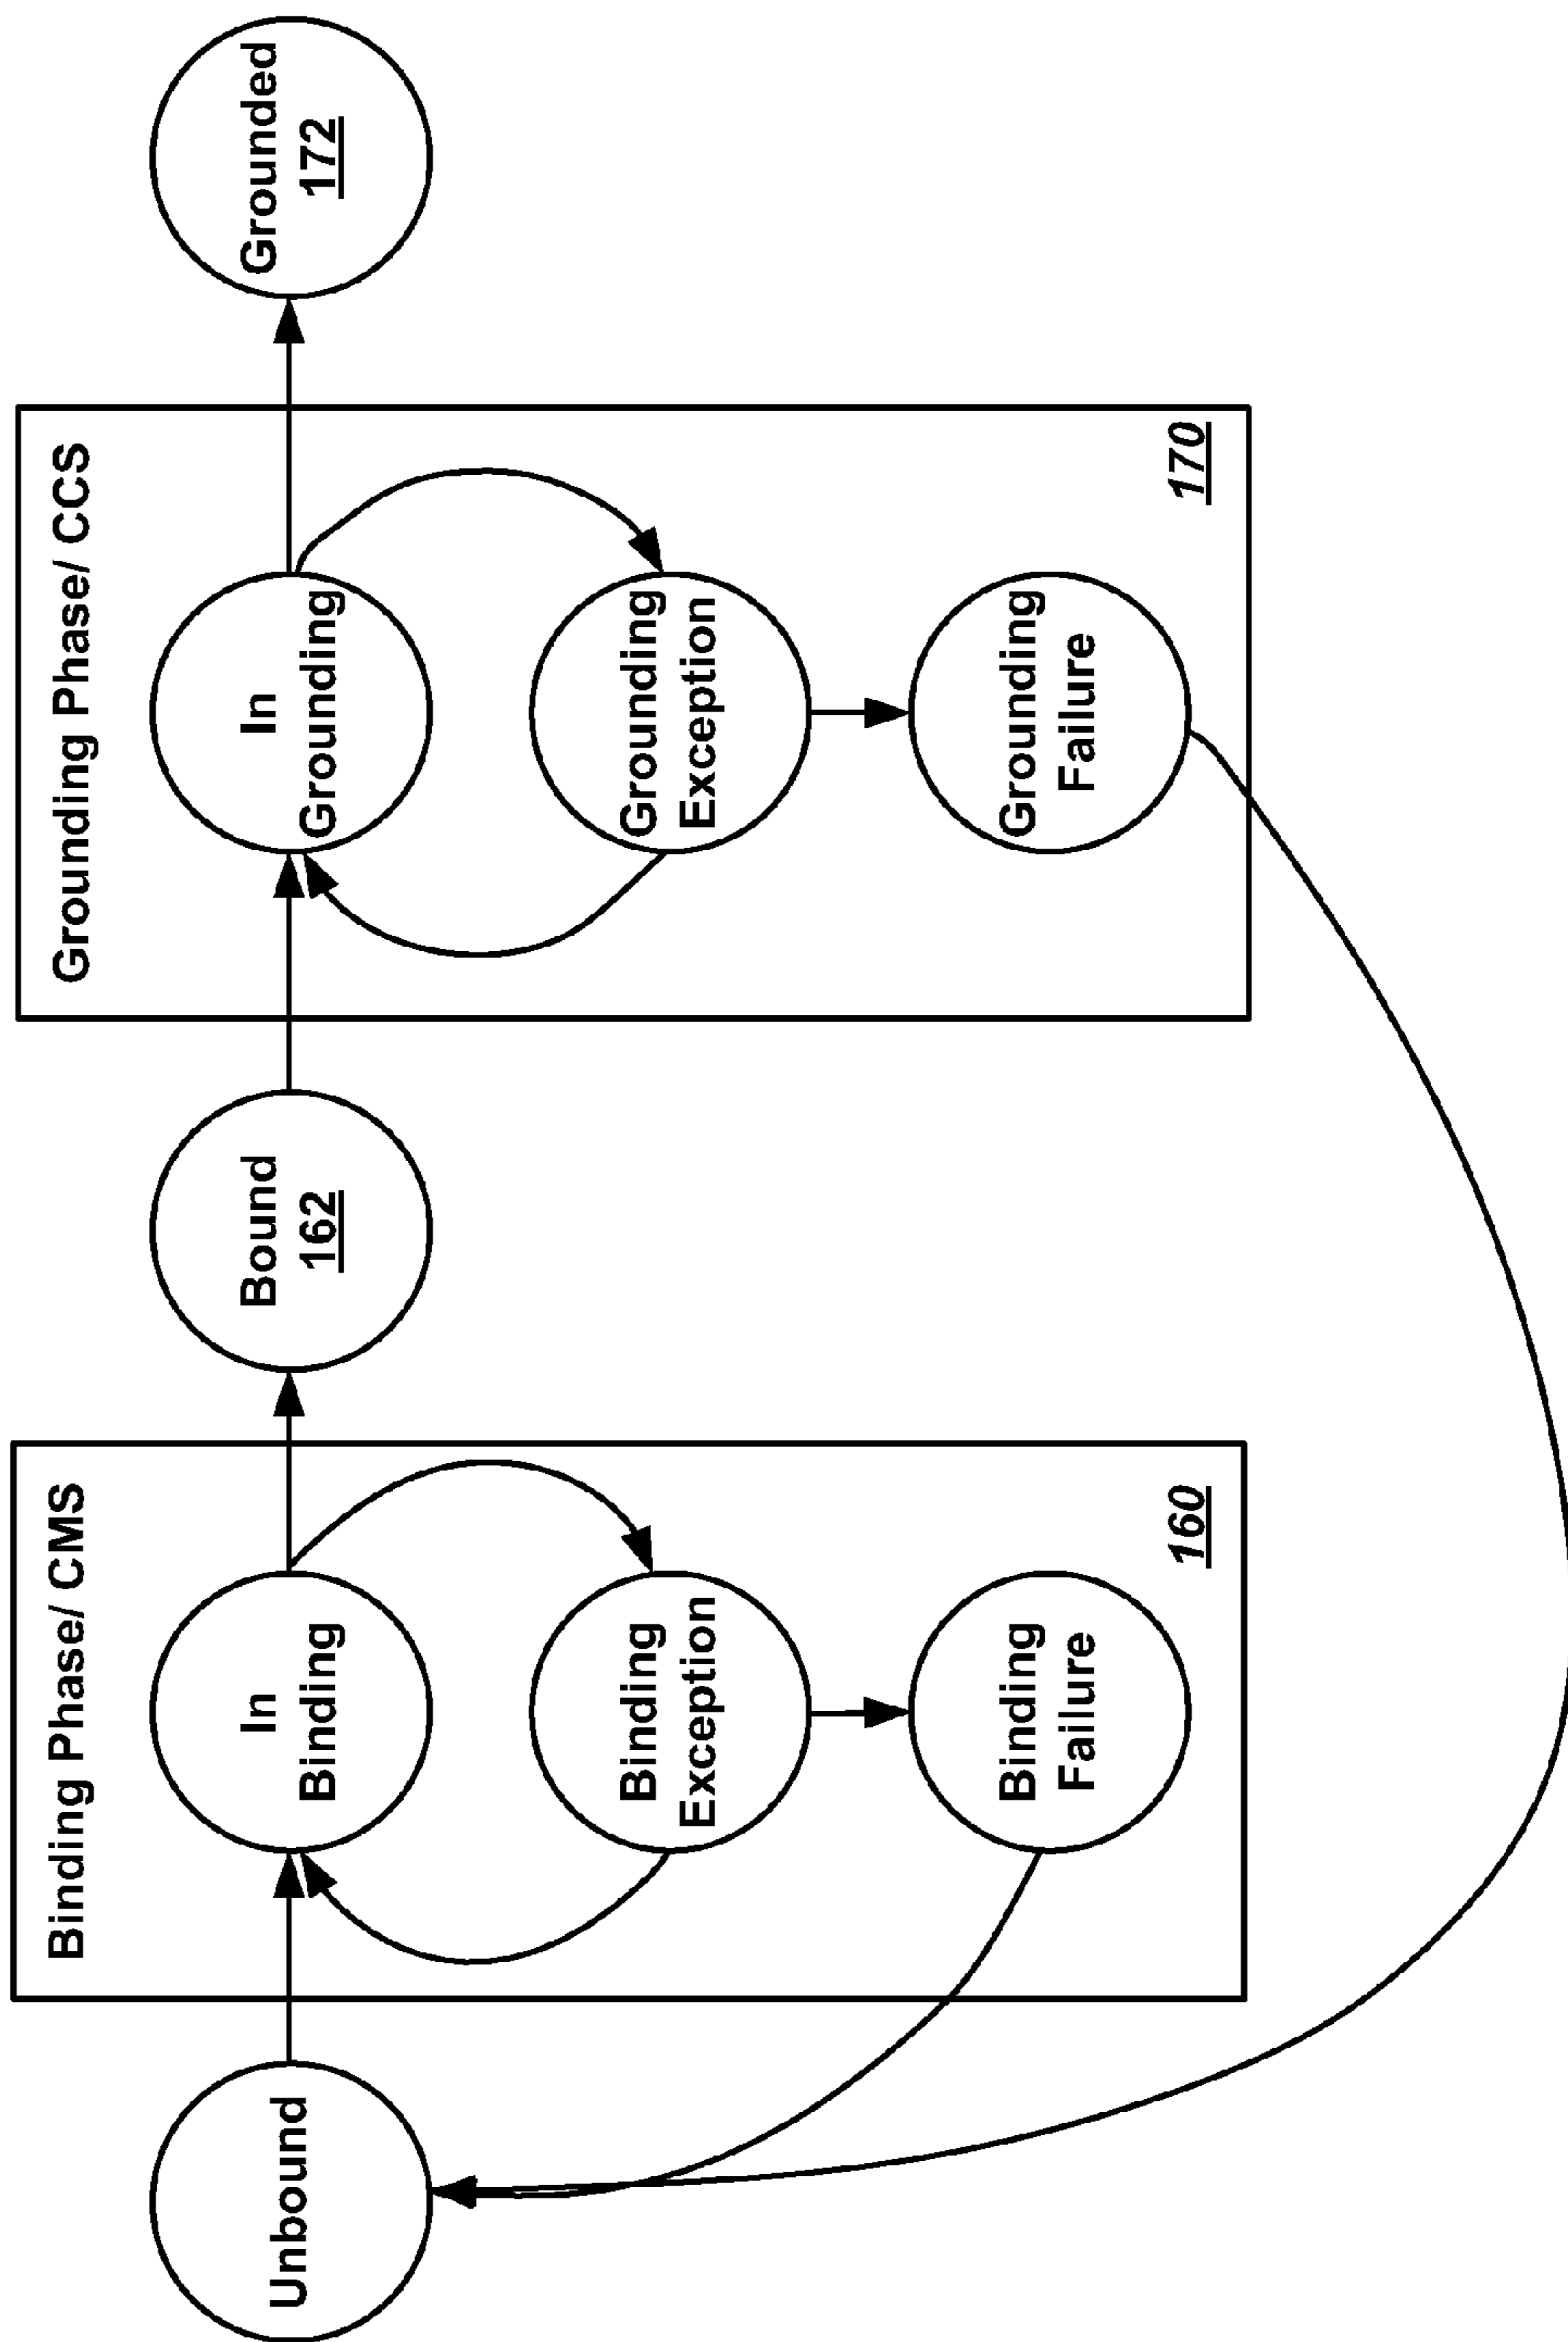 Unbound
Binding Phase/ CMS
In
Binding
Binding
Exception
Binding
Failure
160
Bound
162
Grounding Phase/ CCS
In
Grounding
Grounding
Exception
Grounding
Failure
170
Grounded
172